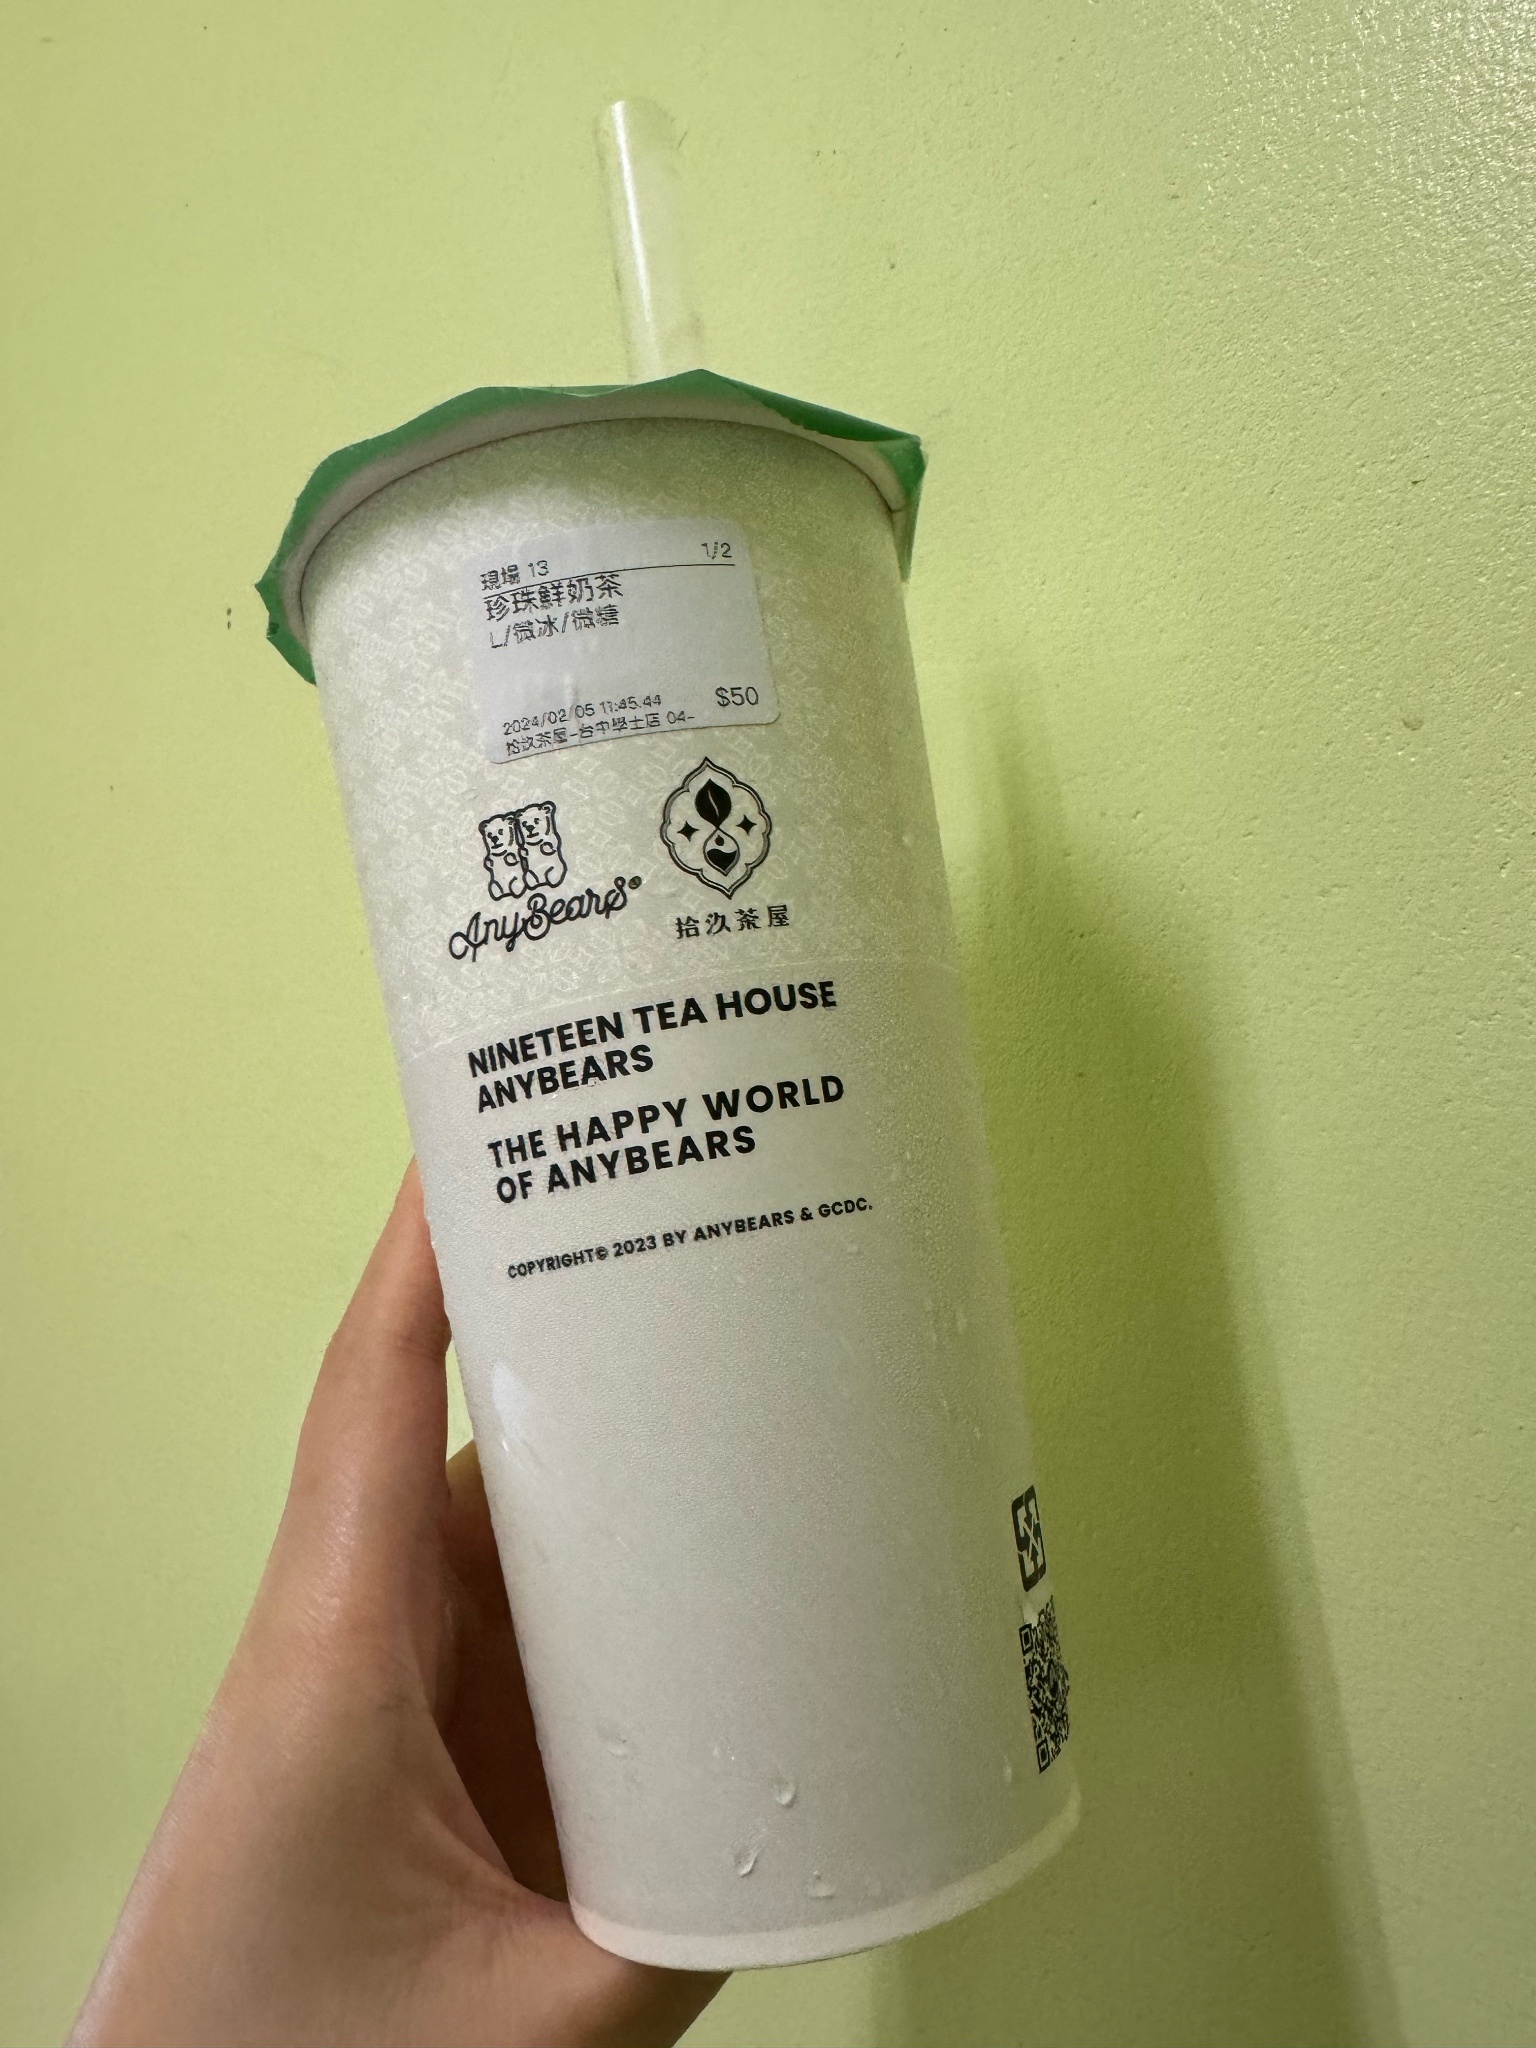 現場 13 1/2
珍珠鮮奶茶
L/微冰/微糖
2024/02/05 11:45:44 $50
拾汣茶屋-台中學士店 04-
AnyBears®
拾汣茶屋
NINETEEN TEA HOUSE
ANYBEARS
THE HAPPY WORLD
OF ANYBEARS
COPYRIGHT© 2023 BY ANYBEARS & GCDC.